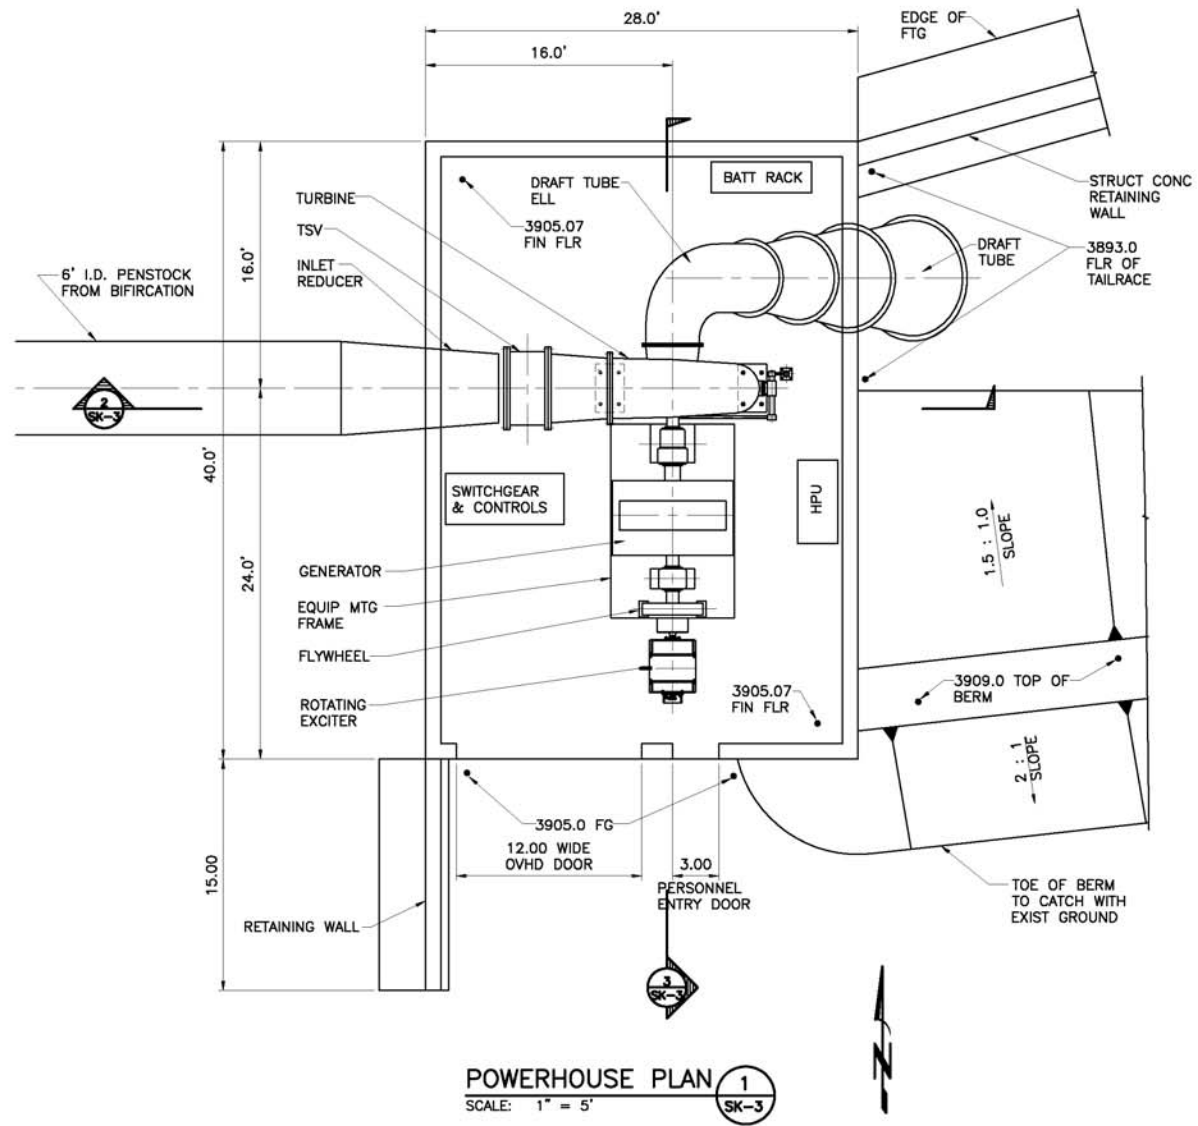 28.0'
16.0'
EDGE OF
FTG
BATT RACK
DRAFT TUBE
ELL
3905.07
FIN FLR
TURBINE
TSV
INLET
REDUCER
STRUCT CONC
RETAINING
WALL
DRAFT
TUBE
3893.0
FLR OF
TAILRACE
6' I.D. PENSTOCK
FROM BIFIRCATION
16.0'
2
SK-3
40.0'
24.0'
SWITCHGEAR
& CONTROLS
HPU
1.5 : 1.0
SLOPE
GENERATOR
EQUIP MTG
FRAME
FLYWHEEL
ROTATING
EXCITER
3905.07
FIN FLR
3909.0 TOP OF
BERM
2 : 1
SLOPE
3905.0 FG
12.00 WIDE
OVHD DOOR
3.00
PERSONNEL
ENTRY DOOR
15.00
RETAINING WALL
TOE OF BERM
TO CATCH WITH
EXIST GROUND
3
SK-3
N
POWERHOUSE PLAN
SCALE: 1" = 5'
1
SK-3